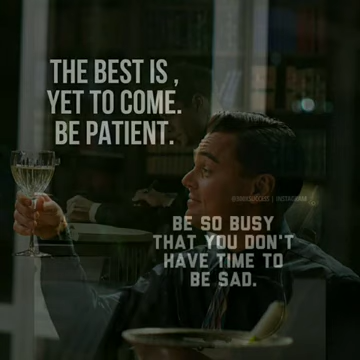 THE BEST IS ,
YET TO COME.
BE PATIENT.
BE SO BUSY
THAT YOU DON'T
HAVE TIME TO
BE SAD.